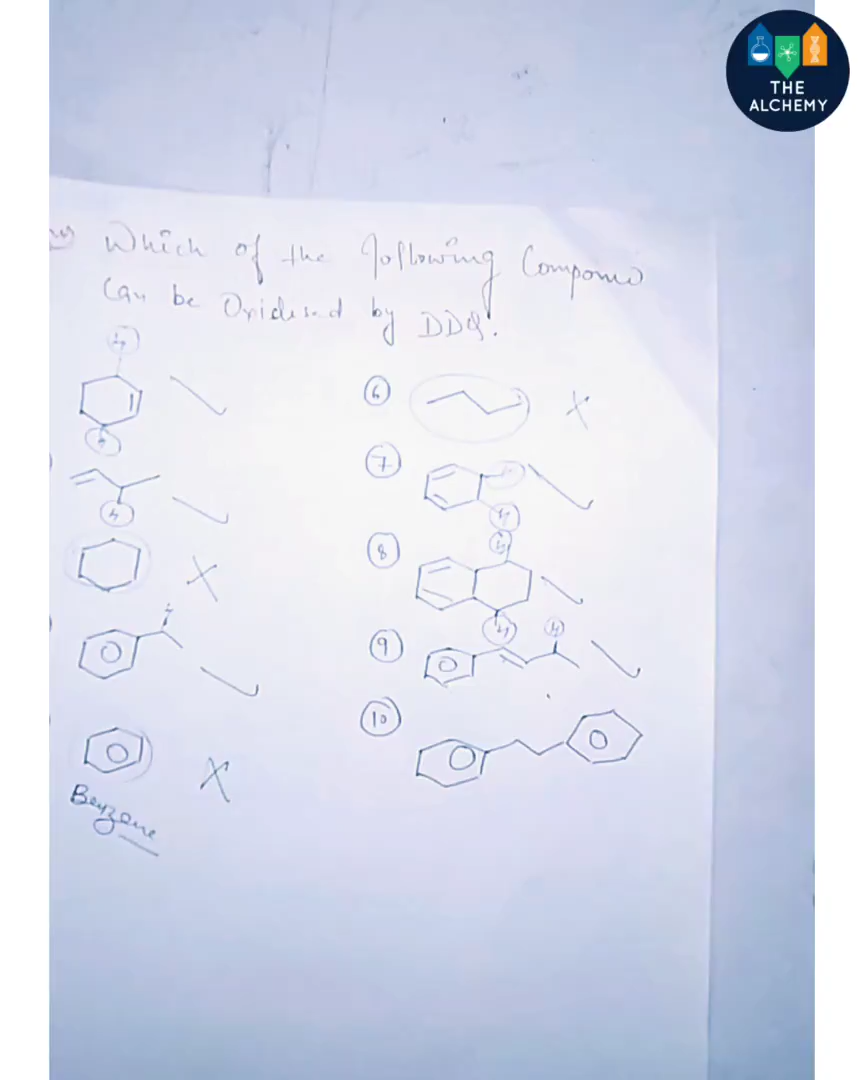 THE
ALCHEMY
Which of the following Compound
Can be Oxidised by DDQ.
H
H
H
H
Benzene
6
7
H
H
8
H
H
9
H
10